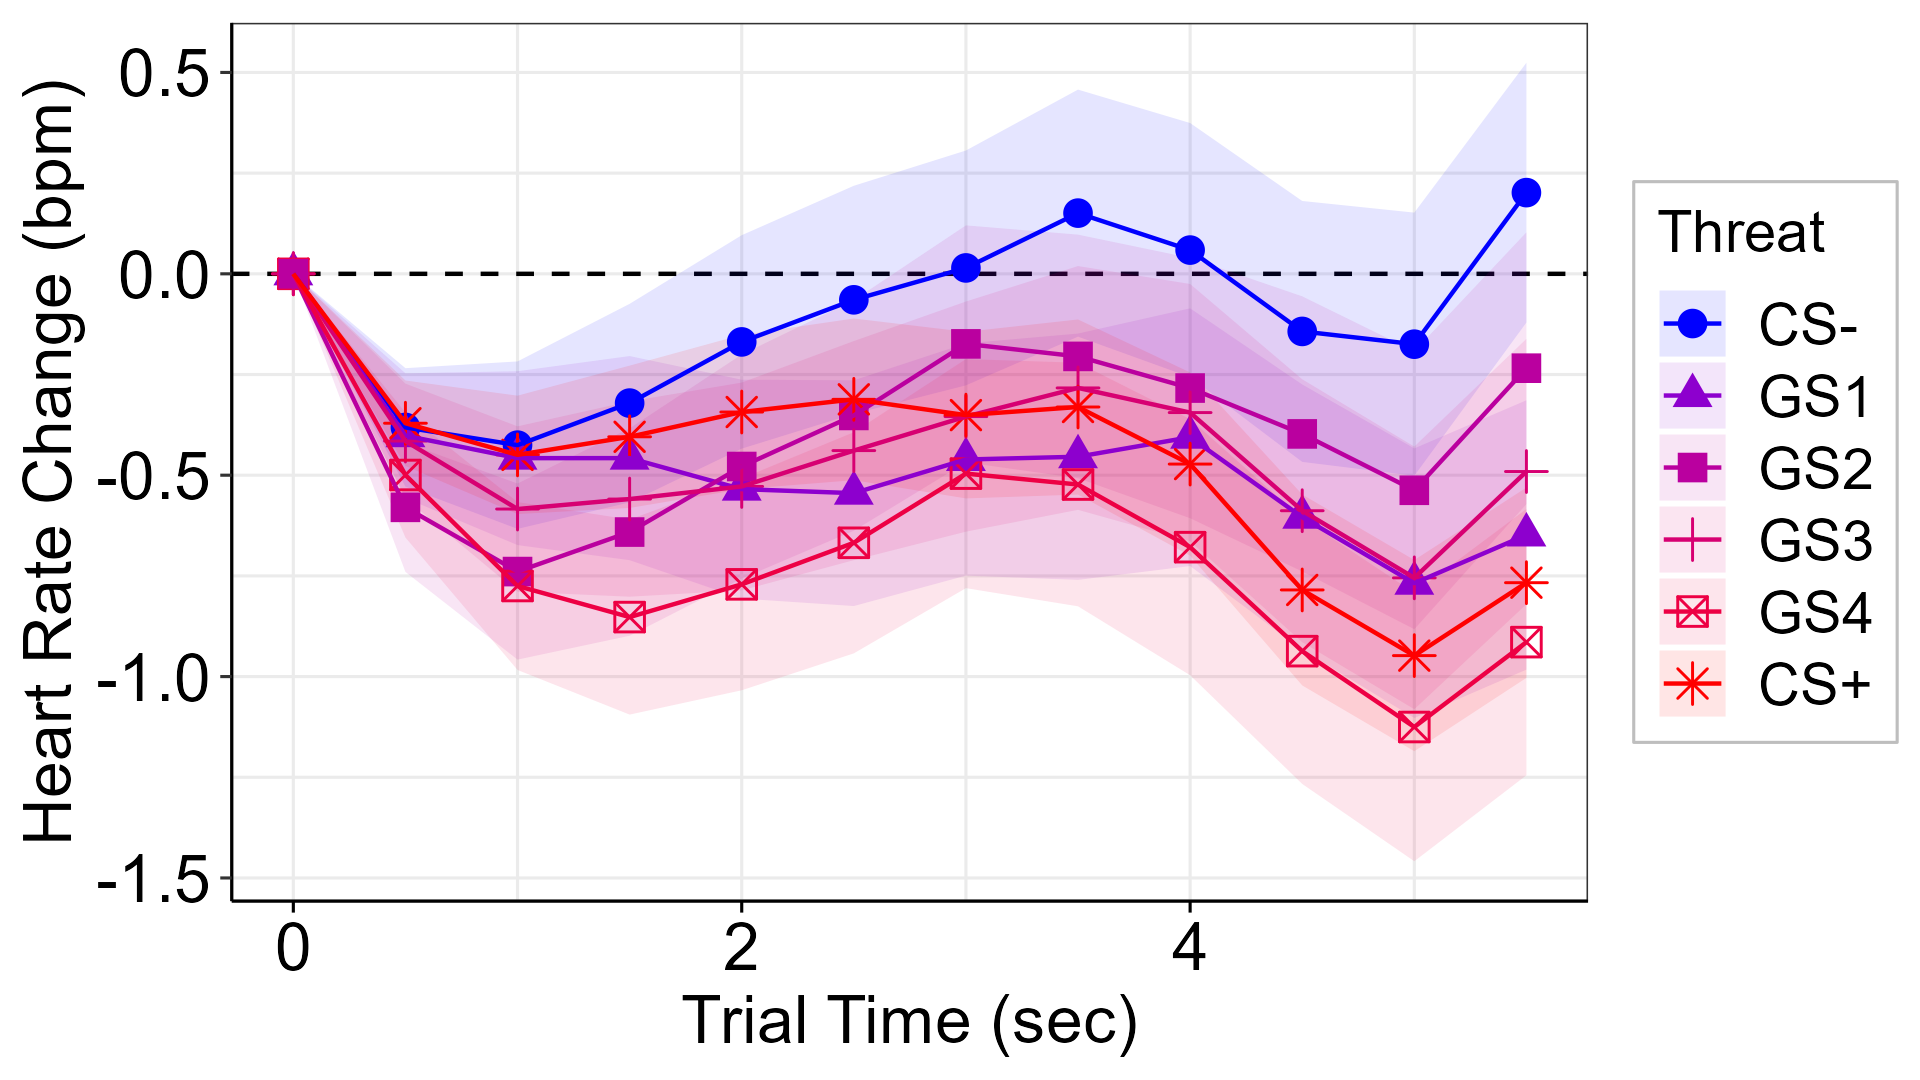 Heart Rate Change (bpm)
0.5
0.0
-0.5
-1.0
-1.5
0
2
4
Trial Time (sec)
Threat
CS-
GS1
GS2
GS3
GS4
CS+